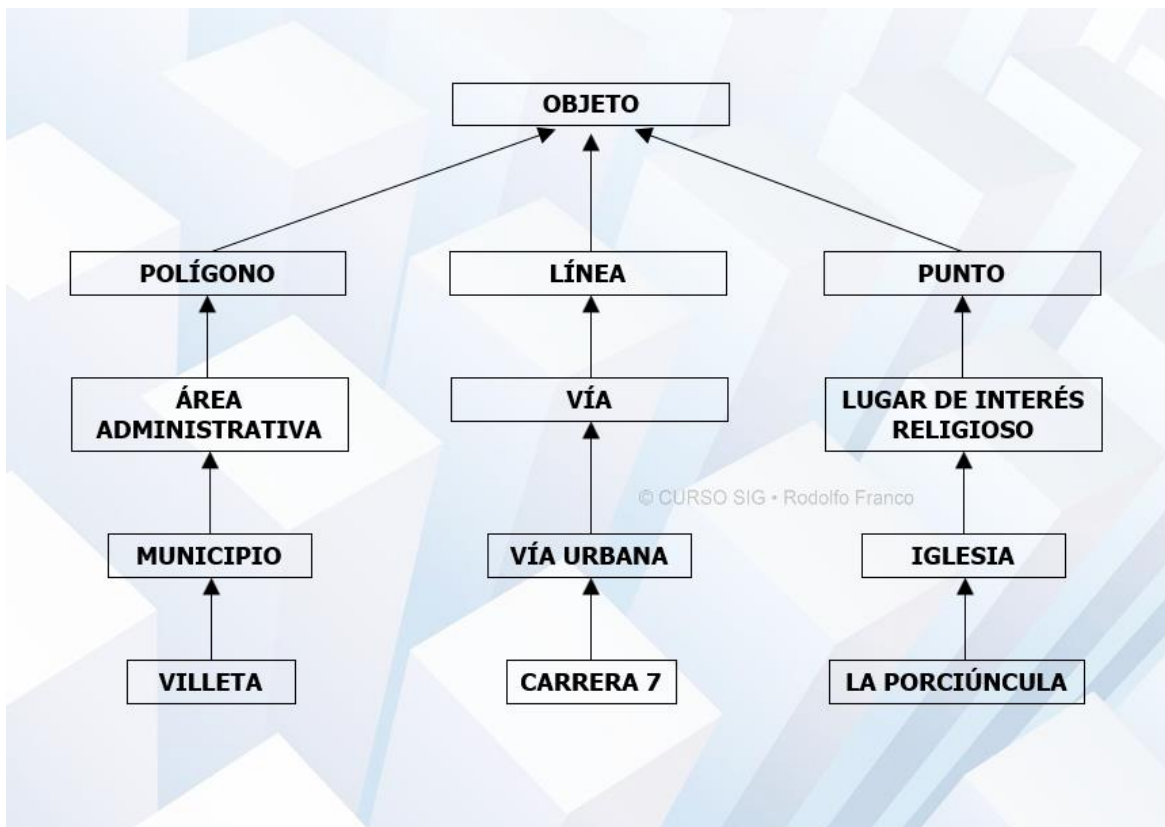 OBJETO
POLÍGONO
LÍNEA
PUNTO
ÁREA
ADMINISTRATIVA
VÍA
LUGAR DE INTERÉS
RELIGIOSO
© CURSO SIG • Rodolfo Franco
MUNICIPIO
VÍA URBANA
IGLESIA
VILLETA
CARRERA 7
LA PORCIÚNCULA